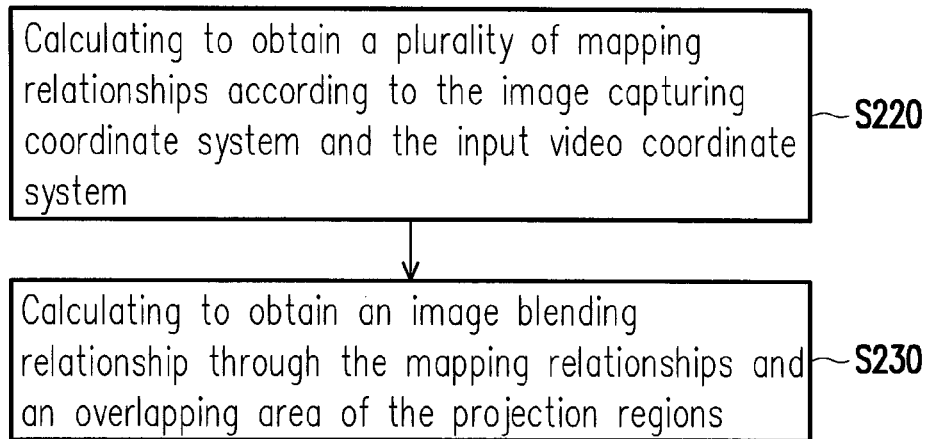 Calculating to obtain a plurality of mapping
relationships according to the image capturing
coordinate system and the input video coordinate
system
S220
Calculating to obtain an image blending
relationship through the mapping relationships and
an overlapping area of the projection regions
S230